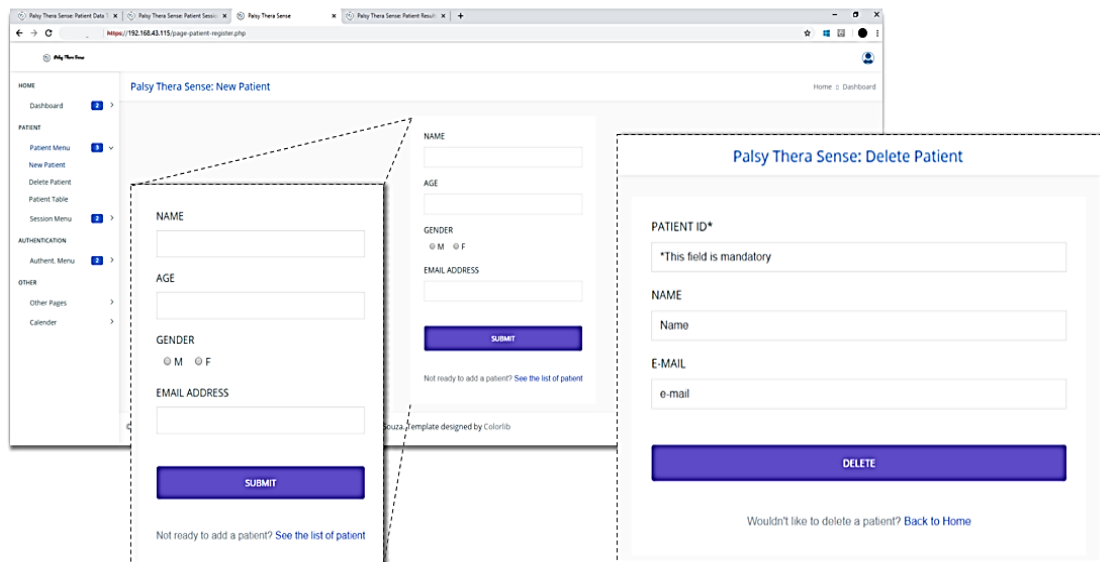 Palsy Thera Sense: Patient Data T
Palsy Thera Sense: Patient Sessio
Palsy Thera Sense
Palsy Thera Sense: Patient Result
https://192.168.43.115/page-patient-register.php
Palsy Thera Sense
HOME
Dashboard 2
PATIENT
Patient Menu 3
New Patient
Delete Patient
Patient Table
Session Menu 2
AUTHENTICATION
Authent. Menu 2
OTHER
Other Pages
Calender
Palsy Thera Sense: New Patient
Home Dashboard
NAME
AGE
GENDER
M F
EMAIL ADDRESS
SUBMIT
Not ready to add a patient? See the list of patient
Souza. Template designed by Colorlib
NAME
AGE
GENDER
M F
EMAIL ADDRESS
SUBMIT
Not ready to add a patient? See the list of patient
Palsy Thera Sense: Delete Patient
PATIENT ID*
*This field is mandatory
NAME
Name
E-MAIL
e-mail
DELETE
Wouldn't like to delete a patient? Back to Home